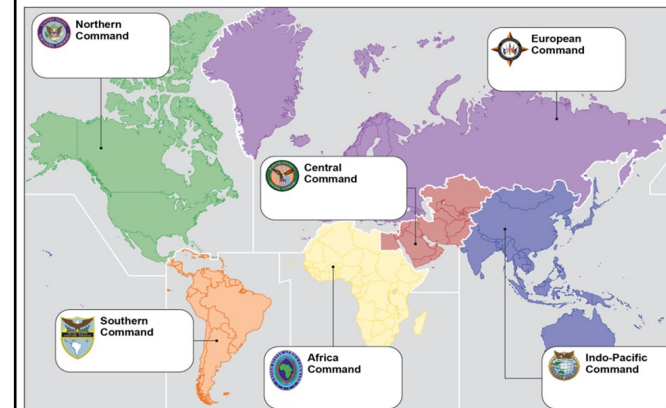 Northern
Command
European
Command
Central
Command
Southern
Command
Africa
Command
Indo-Pacific
Command